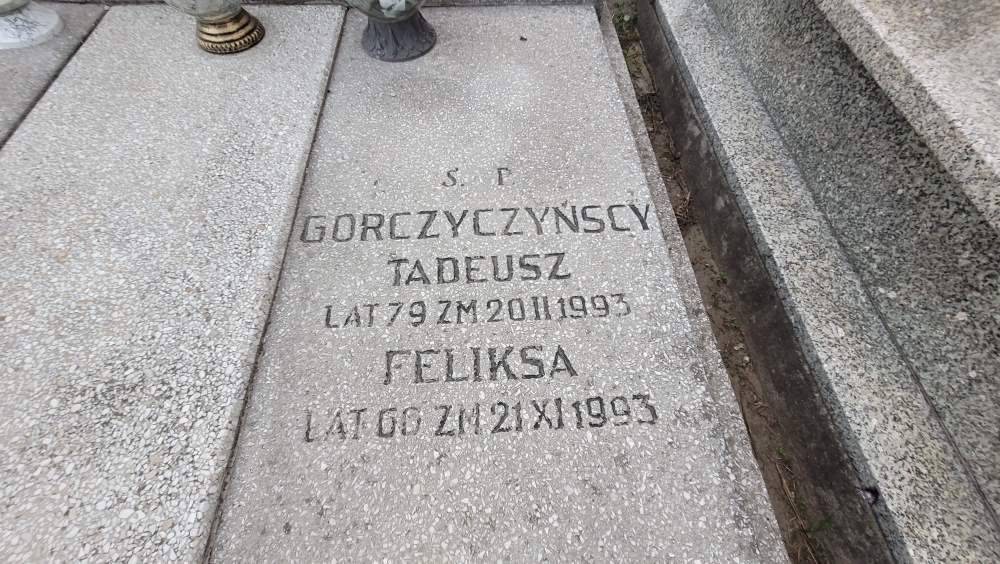 Ś. P.
GORCZYCZYŃSCY
TADEUSZ
LAT 79 ZM 20 II 1993
FELIKSA
LAT ZM 21 XI 1993